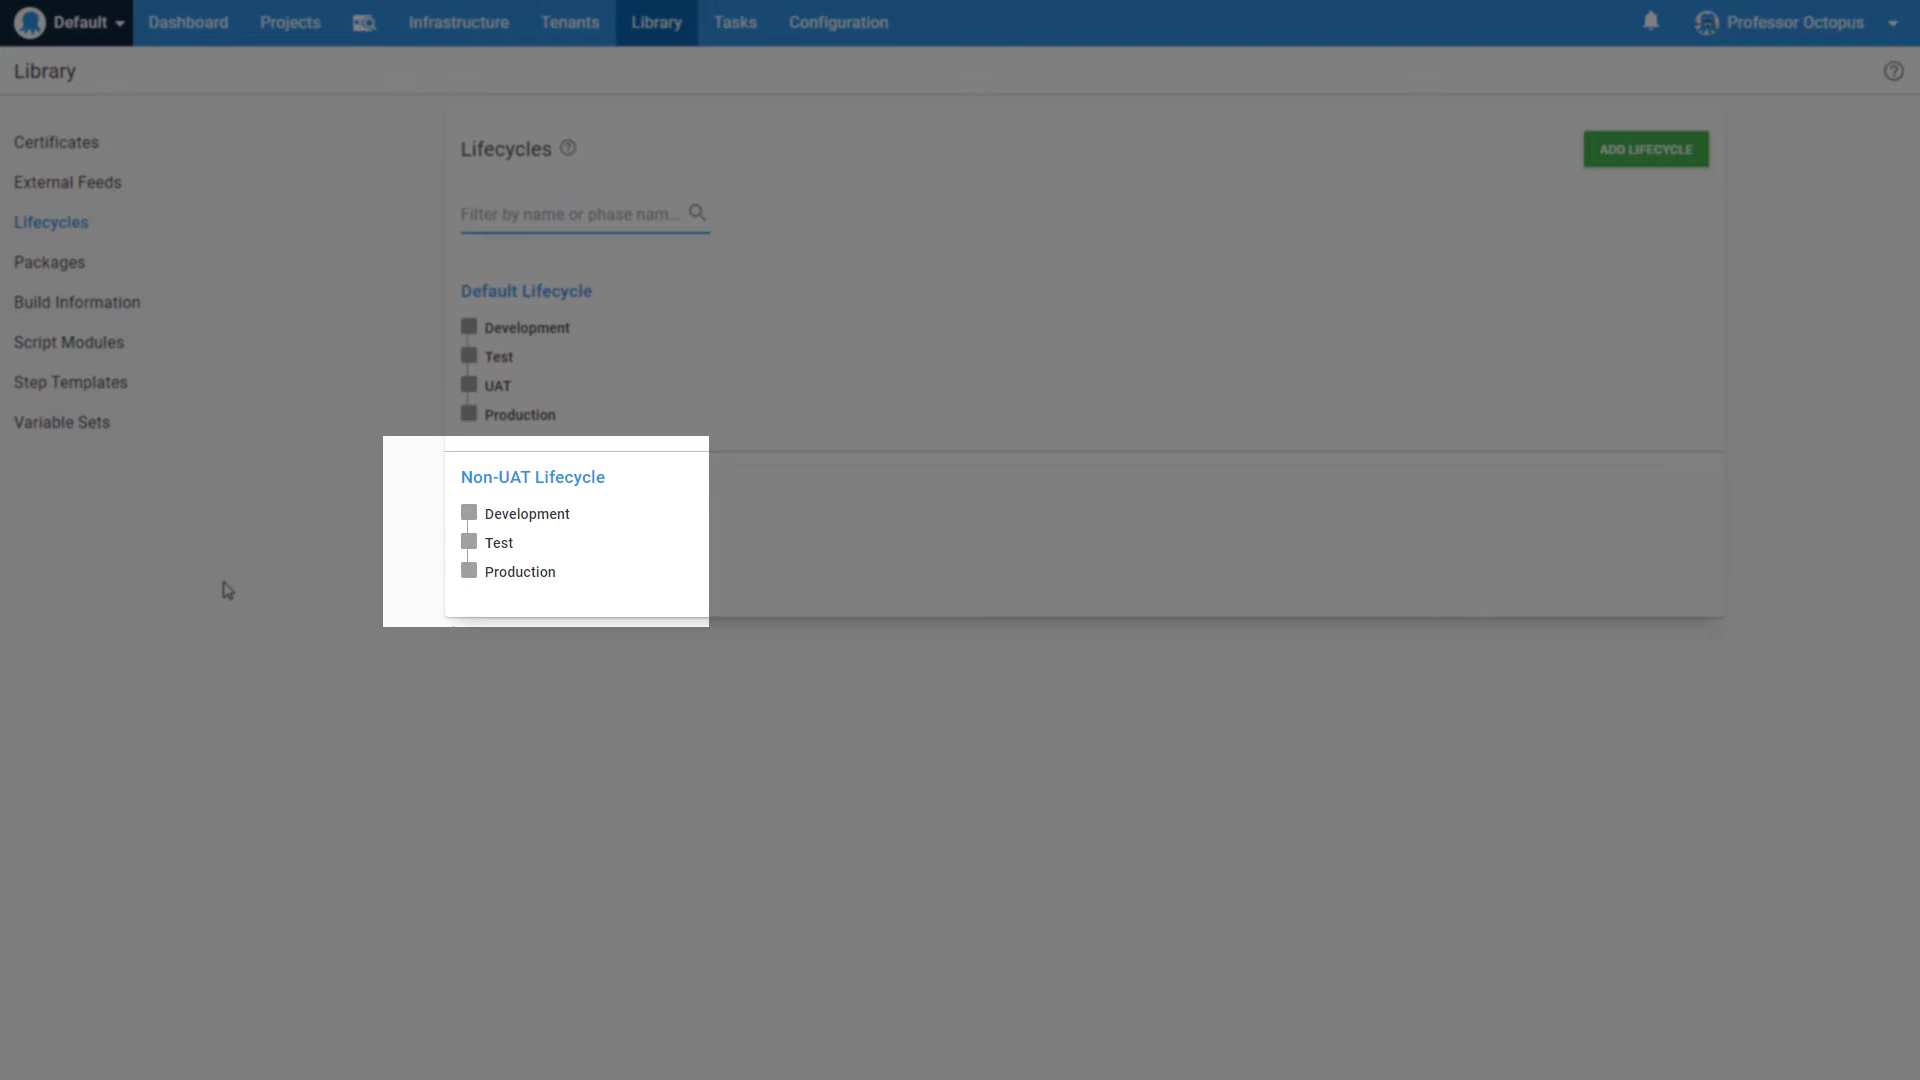 Default Dashboard Projects Infrastructure Tenants Library Tasks Configuration Professor Octopus
Library
Certificates
External Feeds
Lifecycles
Packages
Build Information
Script Modules
Step Templates
Variable Sets
Lifecycles
ADD LIFECYCLE
Filter by name or phase nam...
Default Lifecycle
Development
Test
UAT
Production
Non-UAT Lifecycle
Development
Test
Production